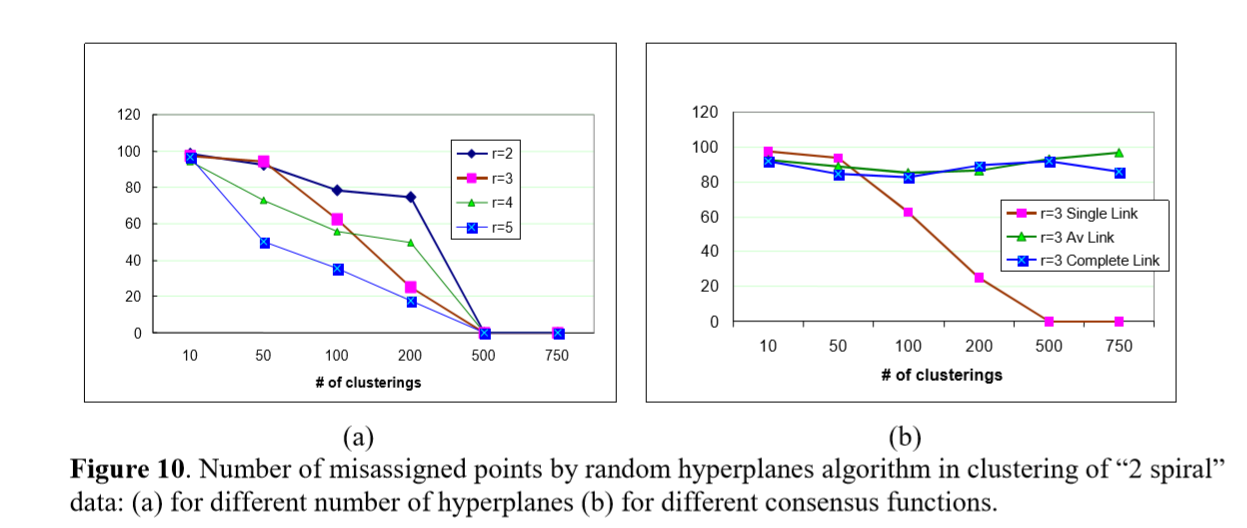 120
100
80
60
40
20
0
10 50 100 200 500 750
# of clusterings
r=2
r=3
r=4
r=5
(a)
120
100
80
60
40
20
0
10 50 100 200 500 750
# of clusterings
r=3 Single Link
r=3 Av Link
r=3 Complete Link
(b)
Figure 10. Number of misassigned points by random hyperplanes algorithm in clustering of “2 spiral”
data: (a) for different number of hyperplanes (b) for different consensus functions.